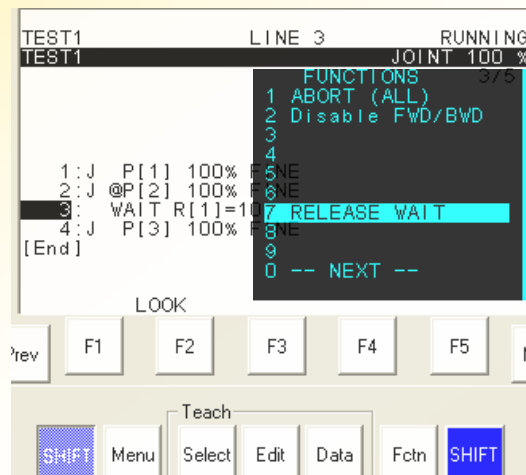 TEST1 LINE 3 RUNNING
TEST1 JOINT 100 %
FUNCTIONS 3/5
1 ABORT (ALL)
2 Disable FWD/BWD
3
4
1:J P[1] 100% FINE 5
2:J @P[2] 100% FINE 6
3: WAIT R[1]=10 7 RELEASE WAIT
4:J P[3] 100% FINE 8
[End] 9
0 -- NEXT --
LOOK
Prev F1 F2 F3 F4 F5
Teach
SHIFT Menu Select Edit Data Fctn SHIFT